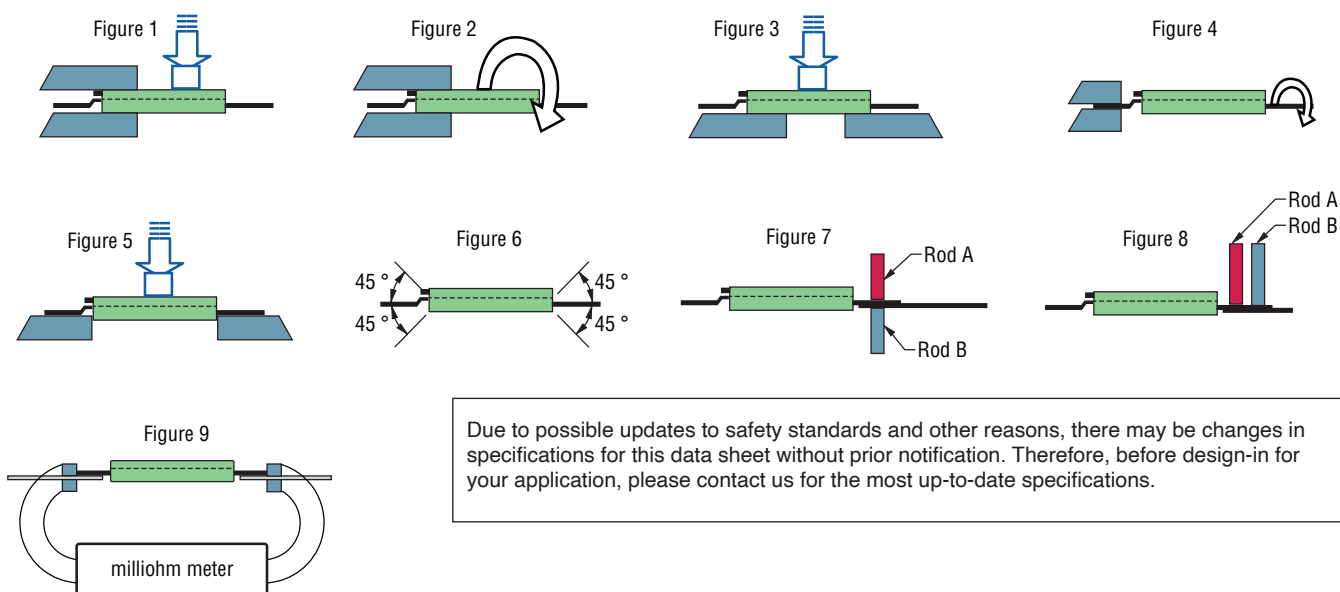 Figure 1
Figure 2
Figure 3
Figure 4
Figure 5
Figure 6
45 °
45 °
45 °
45 °
Figure 7
Rod A
Rod B
Figure 8
Rod A
Rod B
Figure 9
milliohm meter
Due to possible updates to safety standards and other reasons, there may be changes in
specifications for this data sheet without prior notification. Therefore, before design-in for
your application, please contact us for the most up-to-date specifications.